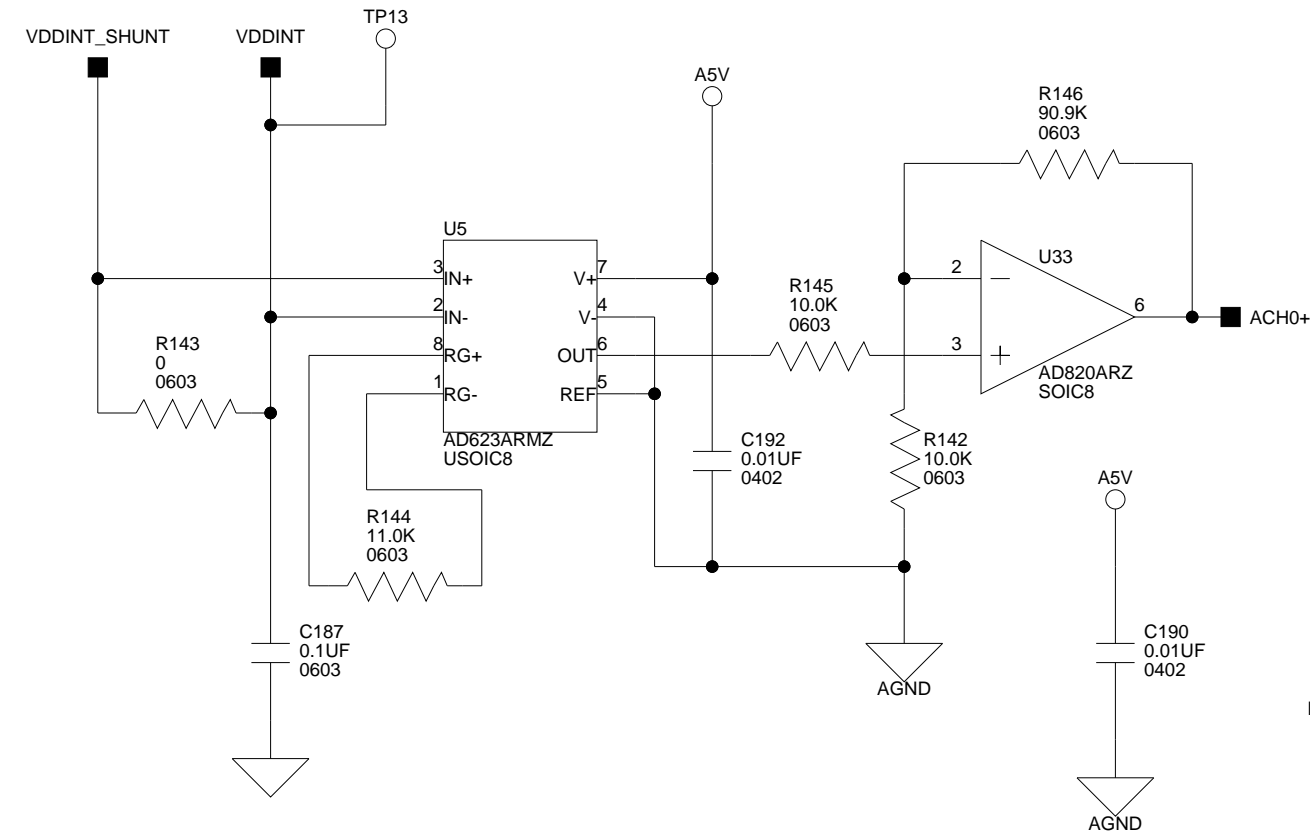 TP13
VDDINT_SHUNT
VDDINT
A5V
R146
90.9K
0603
U5
3
IN+
2
IN-
8
RG+
1
RG-
V+
7
V-
4
OUT
6
REF
5
AD623ARMZ
USOIC8
R145
10.0K
0603
2
3
U33
6
ACH0+
AD820ARZ
SOIC8
R143
0
0603
C192
0.01UF
0402
R142
10.0K
0603
A5V
R144
11.0K
0603
C187
0.1UF
0603
C190
0.01UF
0402
AGND
AGND